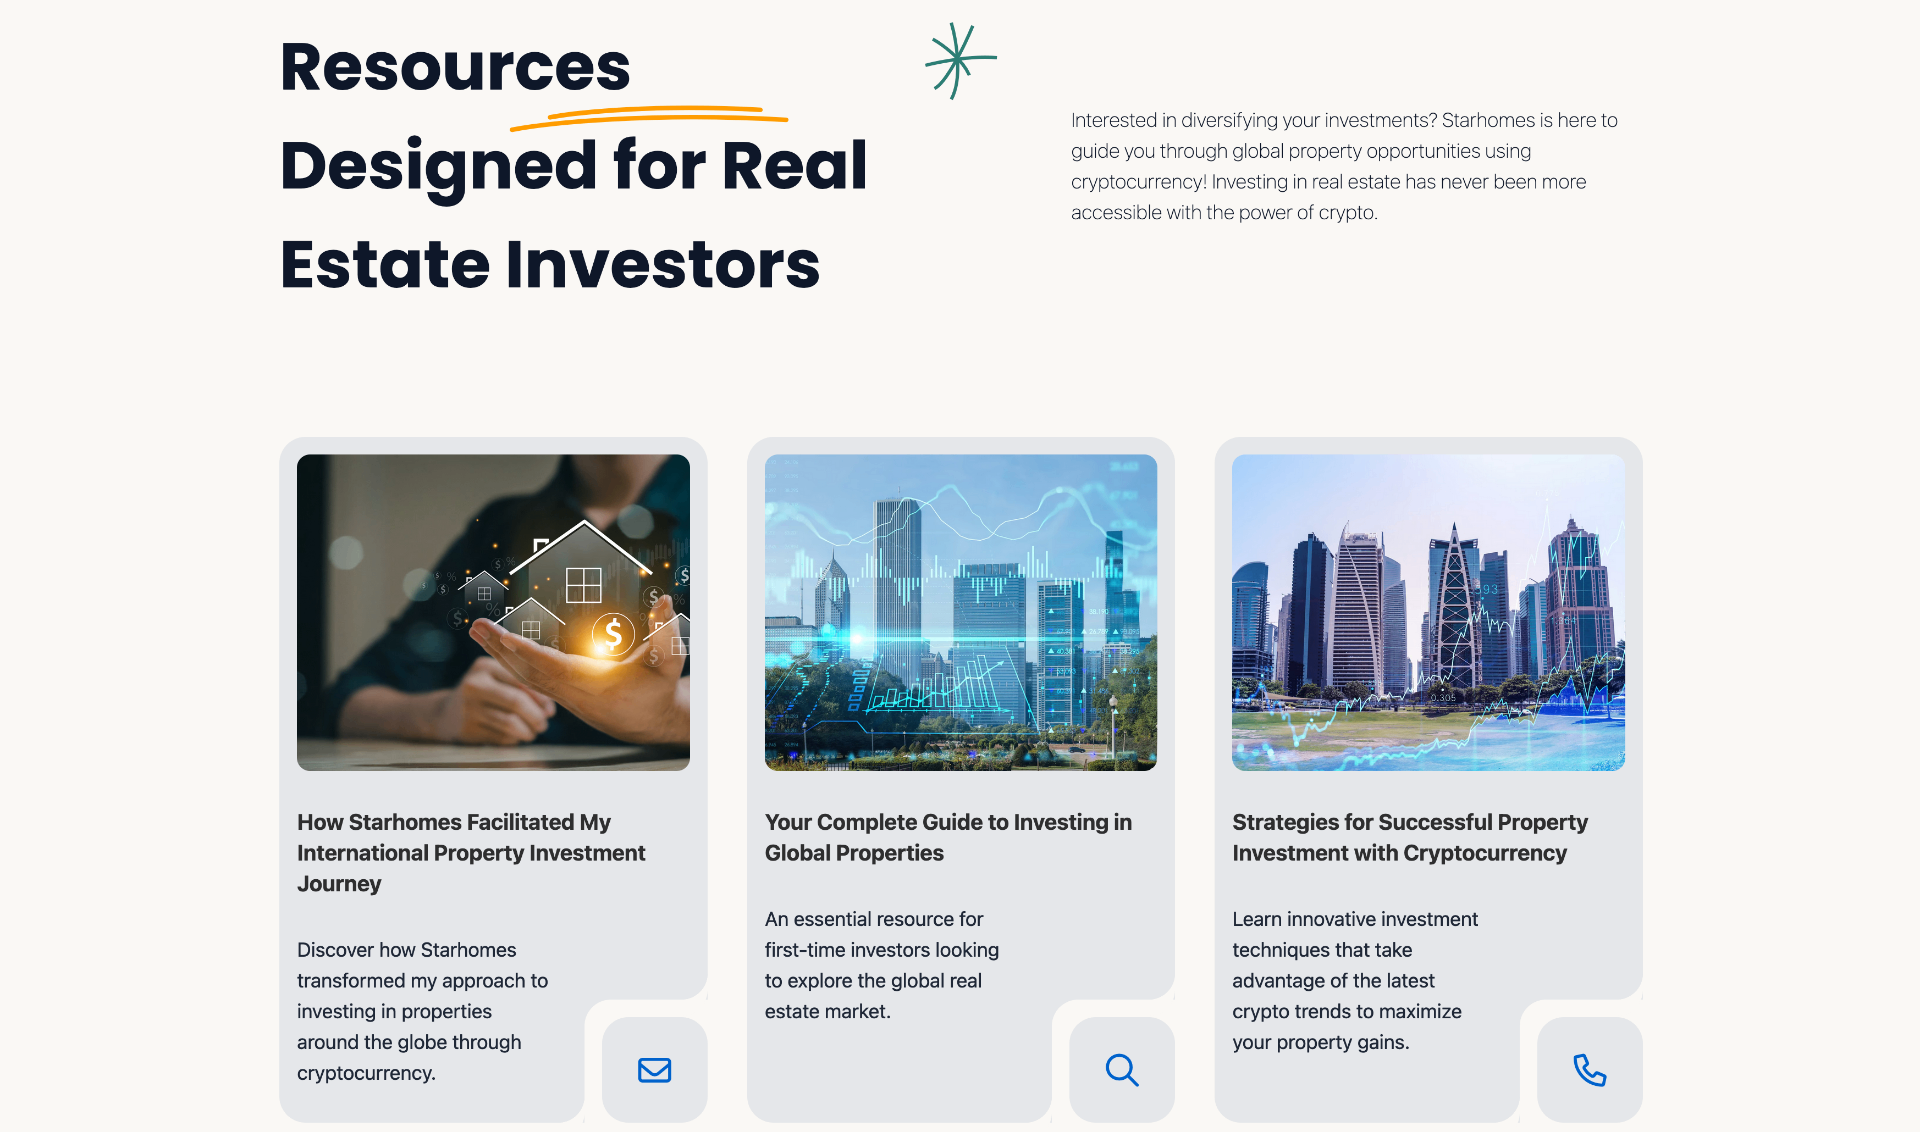 Resources
Designed for Real
Estate Investors
Interested in diversifying your investments? Starhomes is here to
guide you through global property opportunities using
cryptocurrency! Investing in real estate has never been more
accessible with the power of crypto.
How Starhomes Facilitated My
International Property Investment
Journey
Discover how Starhomes
transformed my approach to
investing in properties
around the globe through
cryptocurrency.
Your Complete Guide to Investing in
Global Properties
An essential resource for
first-time investors looking
to explore the global real
estate market.
Strategies for Successful Property
Investment with Cryptocurrency
Learn innovative investment
techniques that take
advantage of the latest
crypto trends to maximize
your property gains.